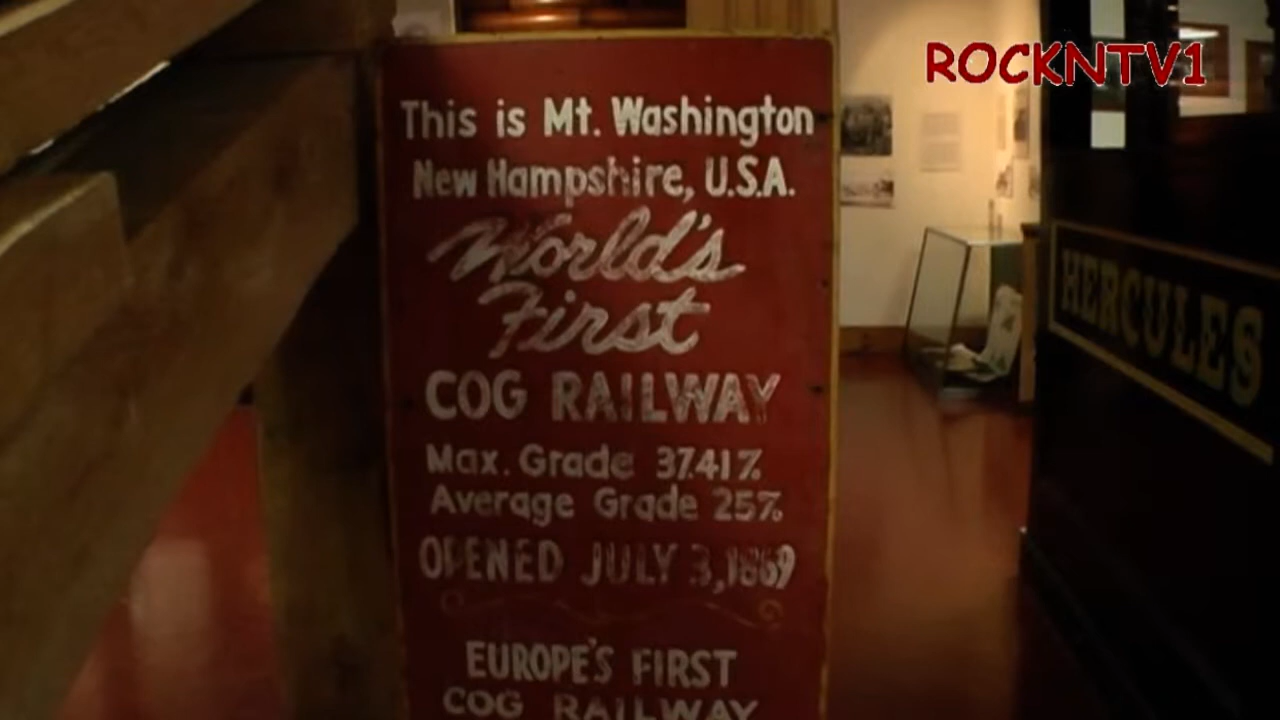 ROCKNTV1
This is Mt. Washington
New Hampshire, U.S.A.
World's
First
COG RAILWAY
Max. Grade 37.41%
Average Grade 25%
OPENED JULY 3, 1869
EUROPE'S FIRST
COG RAILWAY
HERCULES